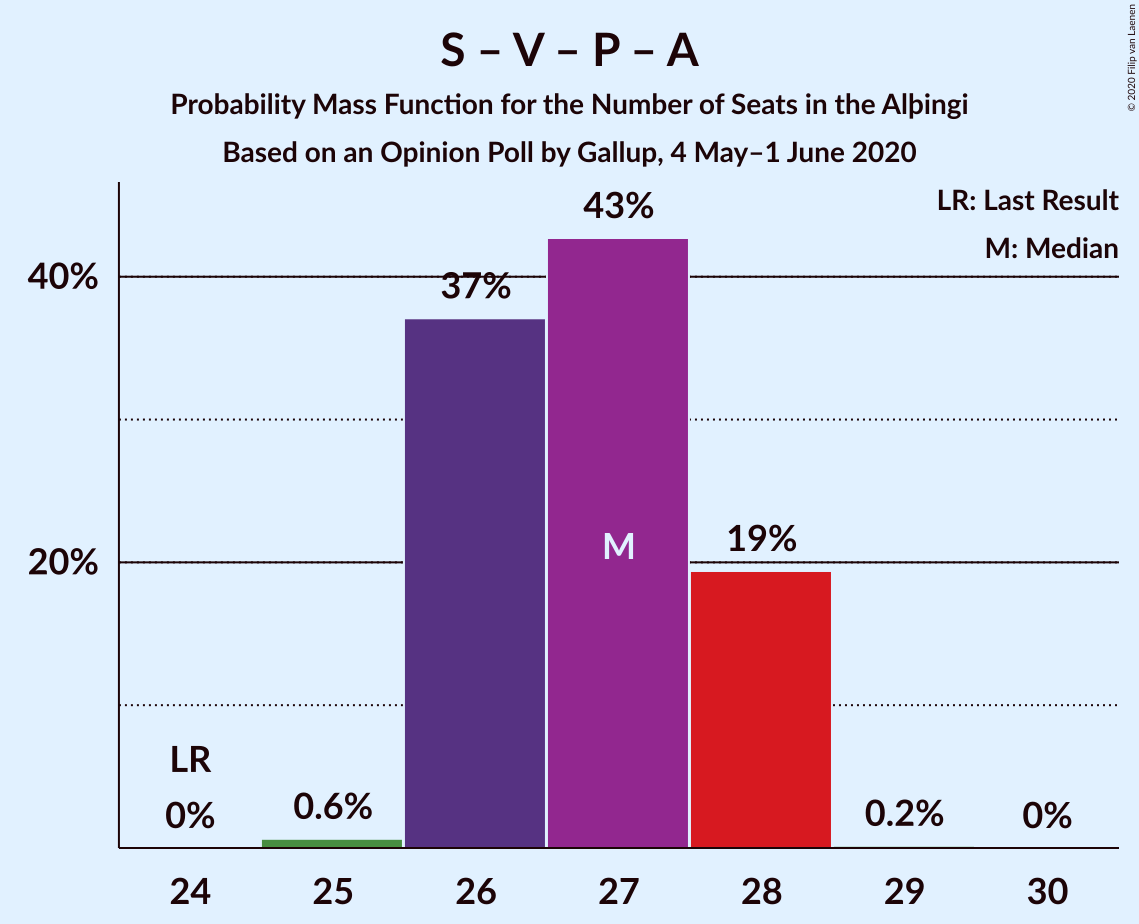 S – V – P – A
Probability Mass Function for the Number of Seats in the Alþingi
Based on an Opinion Poll by Gallup, 4 May–1 June 2020
© 2020 Filip van Laenen
LR: Last Result
M: Median
43%
40%
37%
M
19%
20%
LR
0%
0.6%
0.2%
0%
24 25 26 27 28 29 30